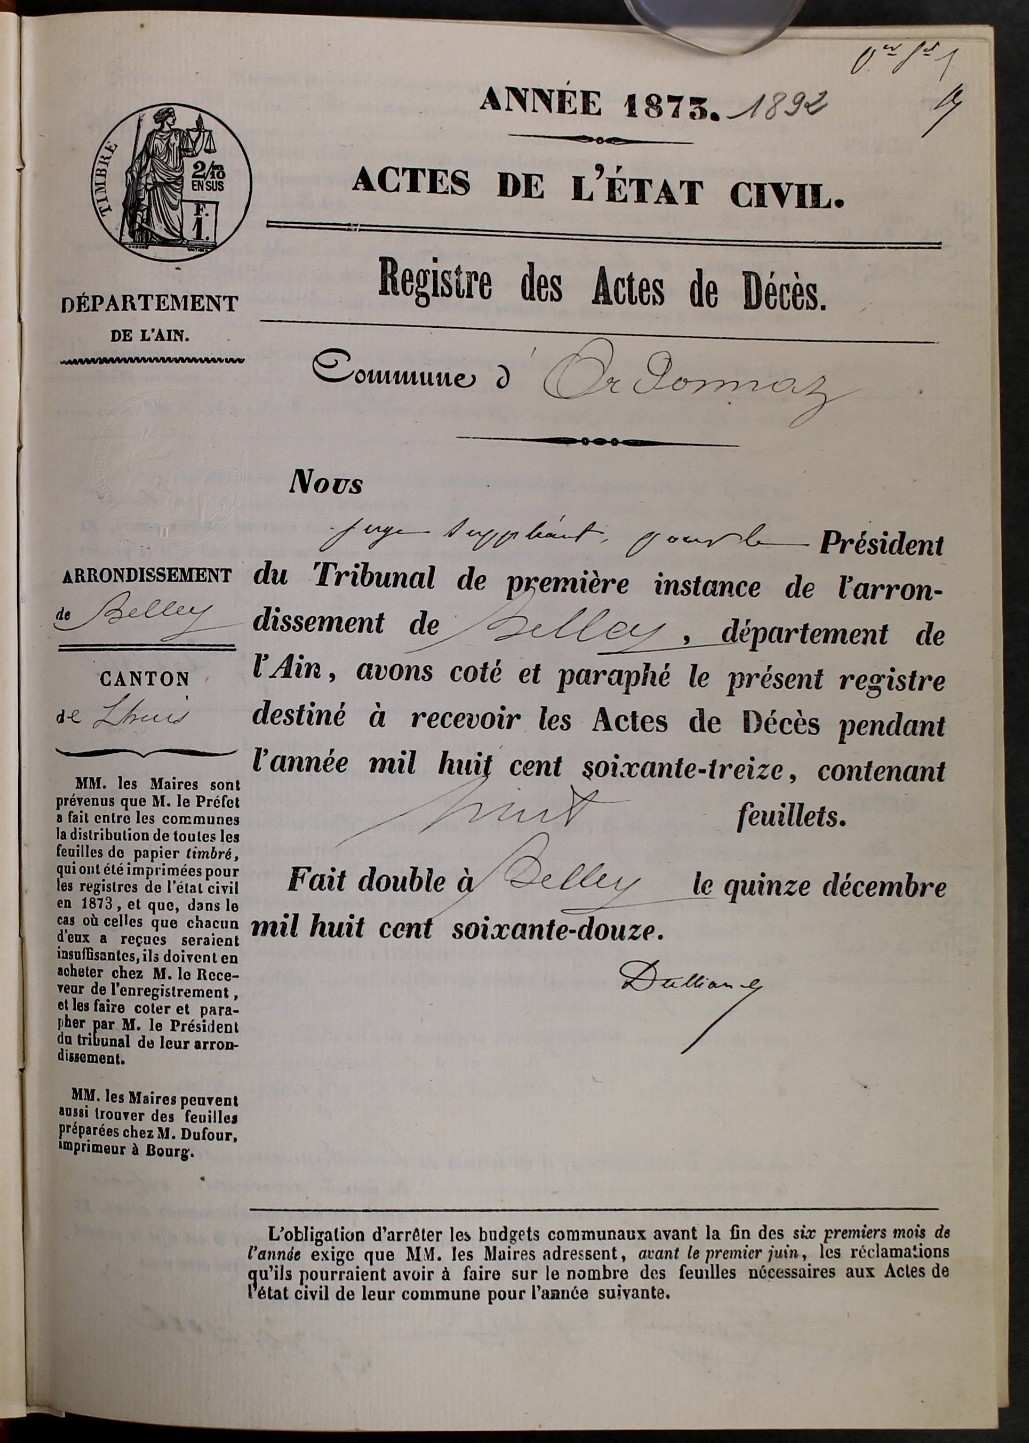 ANNÉE 1873. 1892
ACTES DE L'ÉTAT CIVIL.
TIMBRE
2/10
EN SUS
F.
1.
DÉPARTEMENT
DE L'AIN.
Registre des Actes de Décès.
Commune d'Ordonnaz
Nous
juge suppléant, pour le Président
du Tribunal de première instance de l'arron-
dissement de Belley, département de
l'Ain, avons coté et paraphé le présent registre
destiné à recevoir les Actes de Décès pendant
l'année mil huit cent soixante-treize, contenant
huit feuillets.
Fait double à Belley le quinze décembre
mil huit cent soixante-douze.
ARRONDISSEMENT
de Belley
CANTON
de Lhuis
MM. les Maires sont
prévenus que M. le Préfet
a fait entre les communes
la distribution de toutes les
feuilles de papier timbré,
qui ont été imprimées pour
les registres de l'état civil
en 1873, et que, dans le
cas où celles que chacun
d'eux a reçues seraient
insuffisantes, ils doivent en
acheter chez M. le Rece-
veur de l'enregistrement,
et les faire coter et para-
pher par M. le Président
du tribunal de leur arron-
dissement.
MM. les Maires peuvent
aussi trouver des feuilles
préparées chez M. Dufour,
imprimeur à Bourg.
L'obligation d'arrêter les budgets communaux avant la fin des six premiers mois de
l'année exige que MM. les Maires adressent, avant le premier juin, les réclamations
qu'ils pourraient avoir à faire sur le nombre des feuilles nécessaires aux Actes de
l'état civil de leur commune pour l'année suivante.